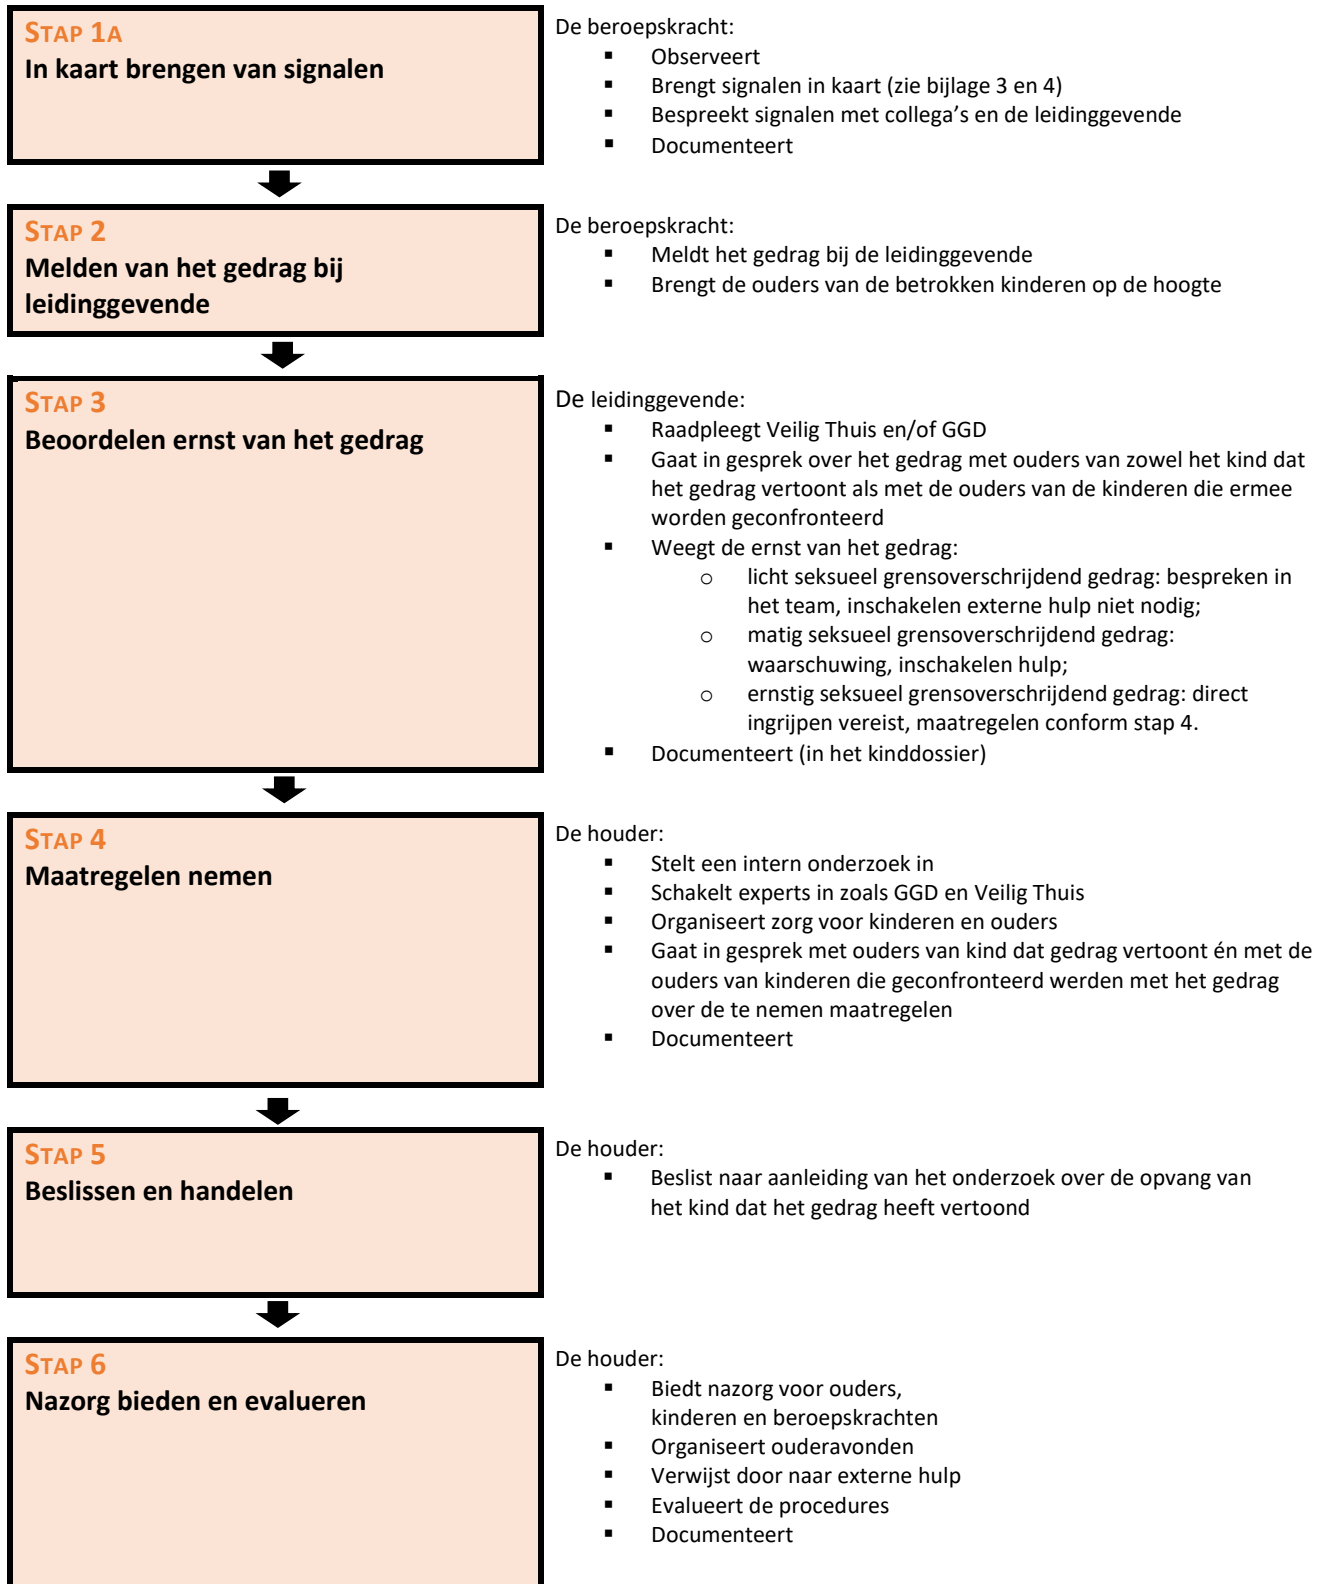 STAP 1A
In kaart brengen van signalen
De beroepskracht:
▪ Observeert
▪ Brengt signalen in kaart (zie bijlage 3 en 4)
▪ Bespreekt signalen met collega’s en de leidinggevende
▪ Documenteert
STAP 2
Melden van het gedrag bij
leidinggevende
De beroepskracht:
▪ Meldt het gedrag bij de leidinggevende
▪ Brengt de ouders van de betrokken kinderen op de hoogte
STAP 3
Beoordelen ernst van het gedrag
De leidinggevende:
▪ Raadpleegt Veilig Thuis en/of GGD
▪ Gaat in gesprek over het gedrag met ouders van zowel het kind dat
het gedrag vertoont als met de ouders van de kinderen die ermee
worden geconfronteerd
▪ Weegt de ernst van het gedrag:
o licht seksueel grensoverschrijdend gedrag: bespreken in
het team, inschakelen externe hulp niet nodig;
o matig seksueel grensoverschrijdend gedrag:
waarschuwing, inschakelen hulp;
o ernstig seksueel grensoverschrijdend gedrag: direct
ingrijpen vereist, maatregelen conform stap 4.
▪ Documenteert (in het kinddossier)
STAP 4
Maatregelen nemen
De houder:
▪ Stelt een intern onderzoek in
▪ Schakelt experts in zoals GGD en Veilig Thuis
▪ Organiseert zorg voor kinderen en ouders
▪ Gaat in gesprek met ouders van kind dat gedrag vertoont én met de
ouders van kinderen die geconfronteerd werden met het gedrag
over de te nemen maatregelen
▪ Documenteert
STAP 5
Beslissen en handelen
De houder:
▪ Beslist naar aanleiding van het onderzoek over de opvang van
het kind dat het gedrag heeft vertoond
STAP 6
Nazorg bieden en evalueren
De houder:
▪ Biedt nazorg voor ouders,
kinderen en beroepskrachten
▪ Organiseert ouderavonden
▪ Verwijst door naar externe hulp
▪ Evalueert de procedures
▪ Documenteert